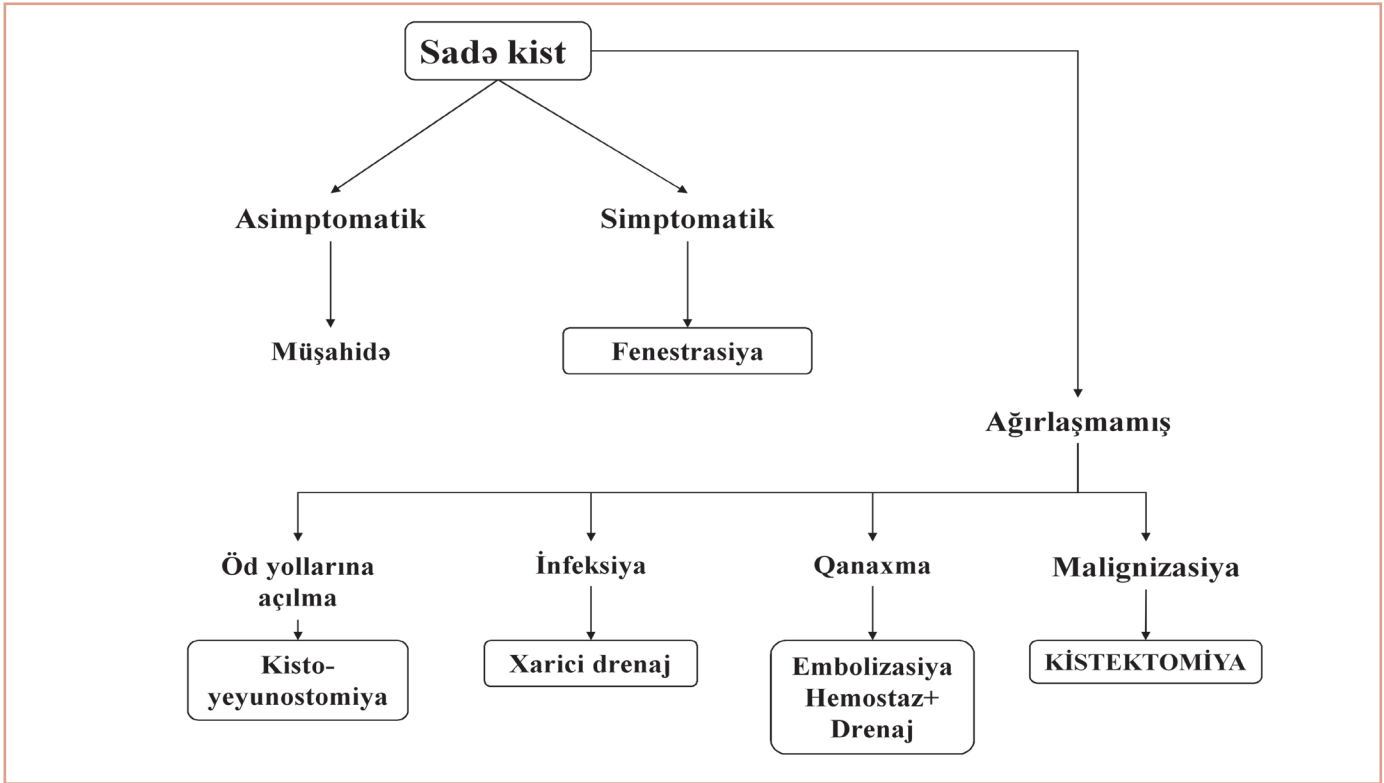 Sadə kist
Asimptomatik
Simptomatik
Müşahidə
Fenestrasiya
Ağırlaşmamış
Öd yollarına
açılma
İnfeksiya
Qanaxma
Malignizasiya
Kisto-
yeyunostomiya
Xarici drenaj
Embolizasiya
Hemostaz+
Drenaj
KİSTEKTOMİYA